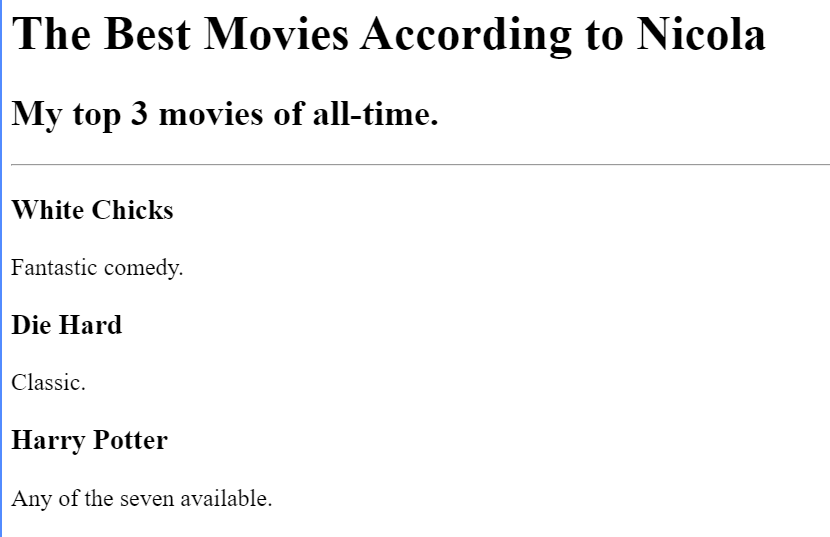 The Best Movies According to Nicola
My top 3 movies of all-time.
White Chicks
Fantastic comedy.
Die Hard
Classic.
Harry Potter
Any of the seven available.